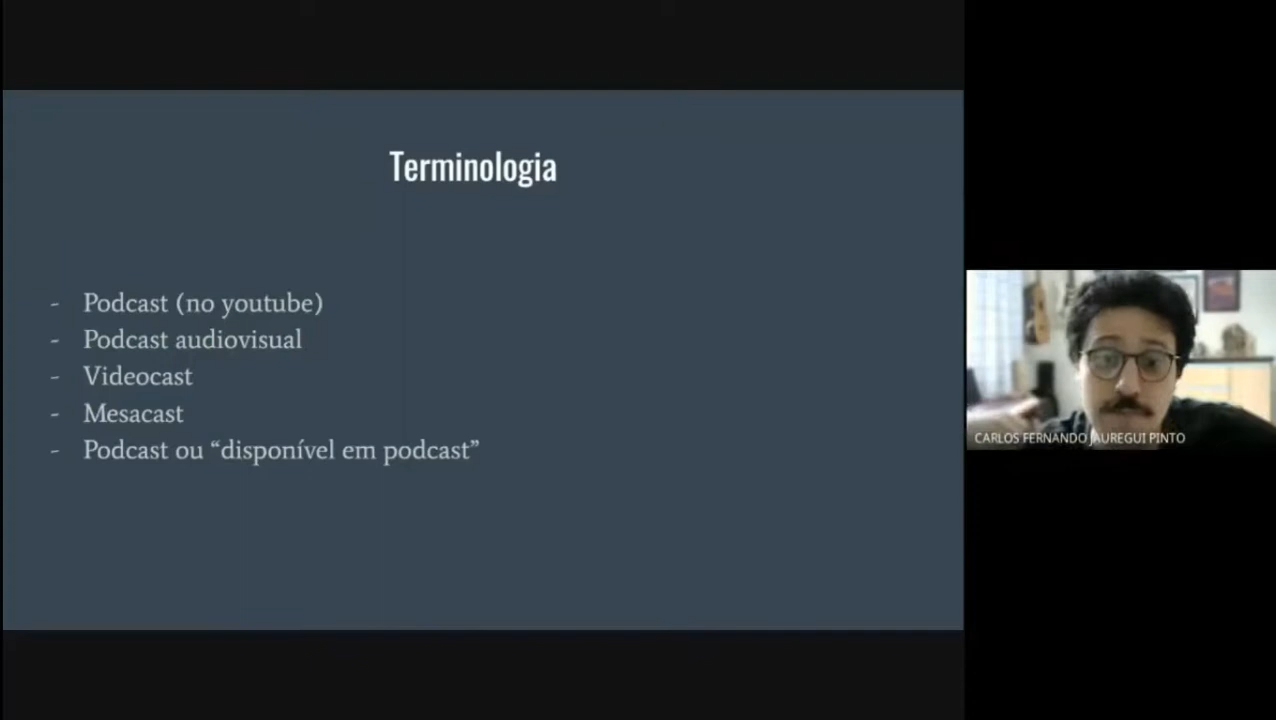 Terminologia
- Podcast (no youtube)
- Podcast audiovisual
- Videocast
- Mesacast
- Podcast ou “disponível em podcast”
CARLOS FERNANDO JAUREGUI PINTO